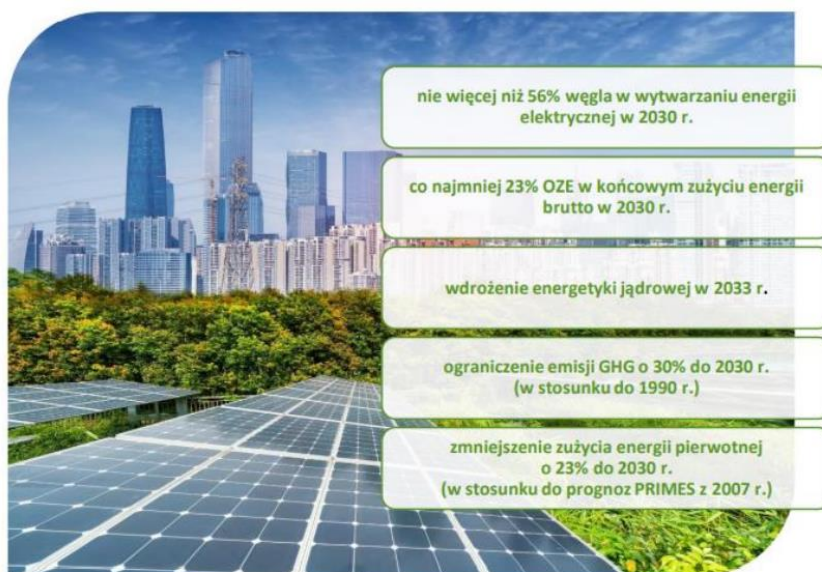 nie więcej niż 56% węgla w wytwarzaniu energii
elektrycznej w 2030 r.
co najmniej 23% OZE w końcowym zużyciu energii
brutto w 2030 r.
wdrożenie energetyki jądrowej w 2033 r.
ograniczenie emisji GHG o 30% do 2030 r.
(w stosunku do 1990 r.)
zmniejszenie zużycia energii pierwotnej
o 23% do 2030 r.
(w stosunku do prognoz PRIMES z 2007 r.)